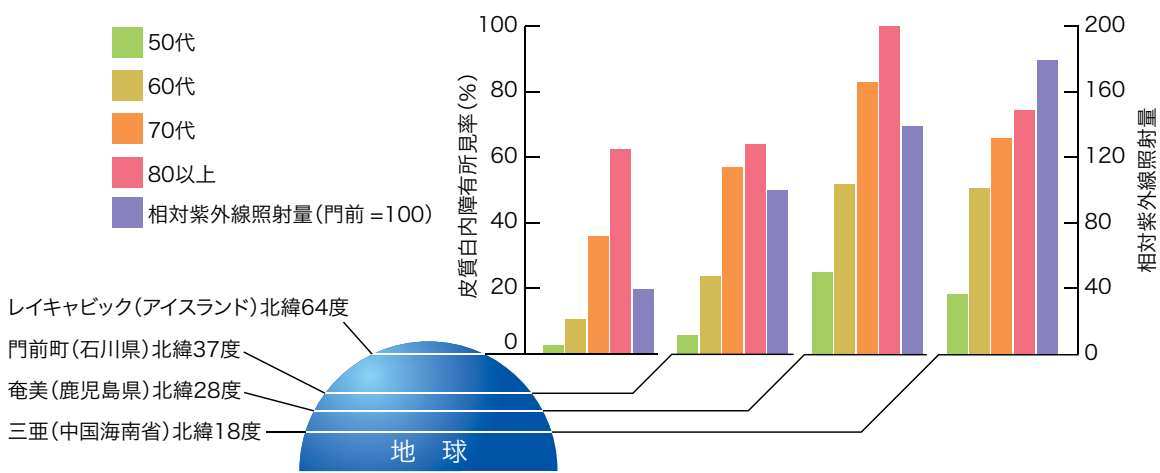 50代
60代
70代
80以上
相対紫外線照射量(門前=100)
皮質白内障有所見率(%)
100
80
60
40
20
0
200
160
120
80
40
0
相対紫外線照射量
レイキャビック(アイスランド)北緯64度
門前町(石川県)北緯37度
奄美(鹿児島県)北緯28度
三亜(中国海南省)北緯18度
地 球